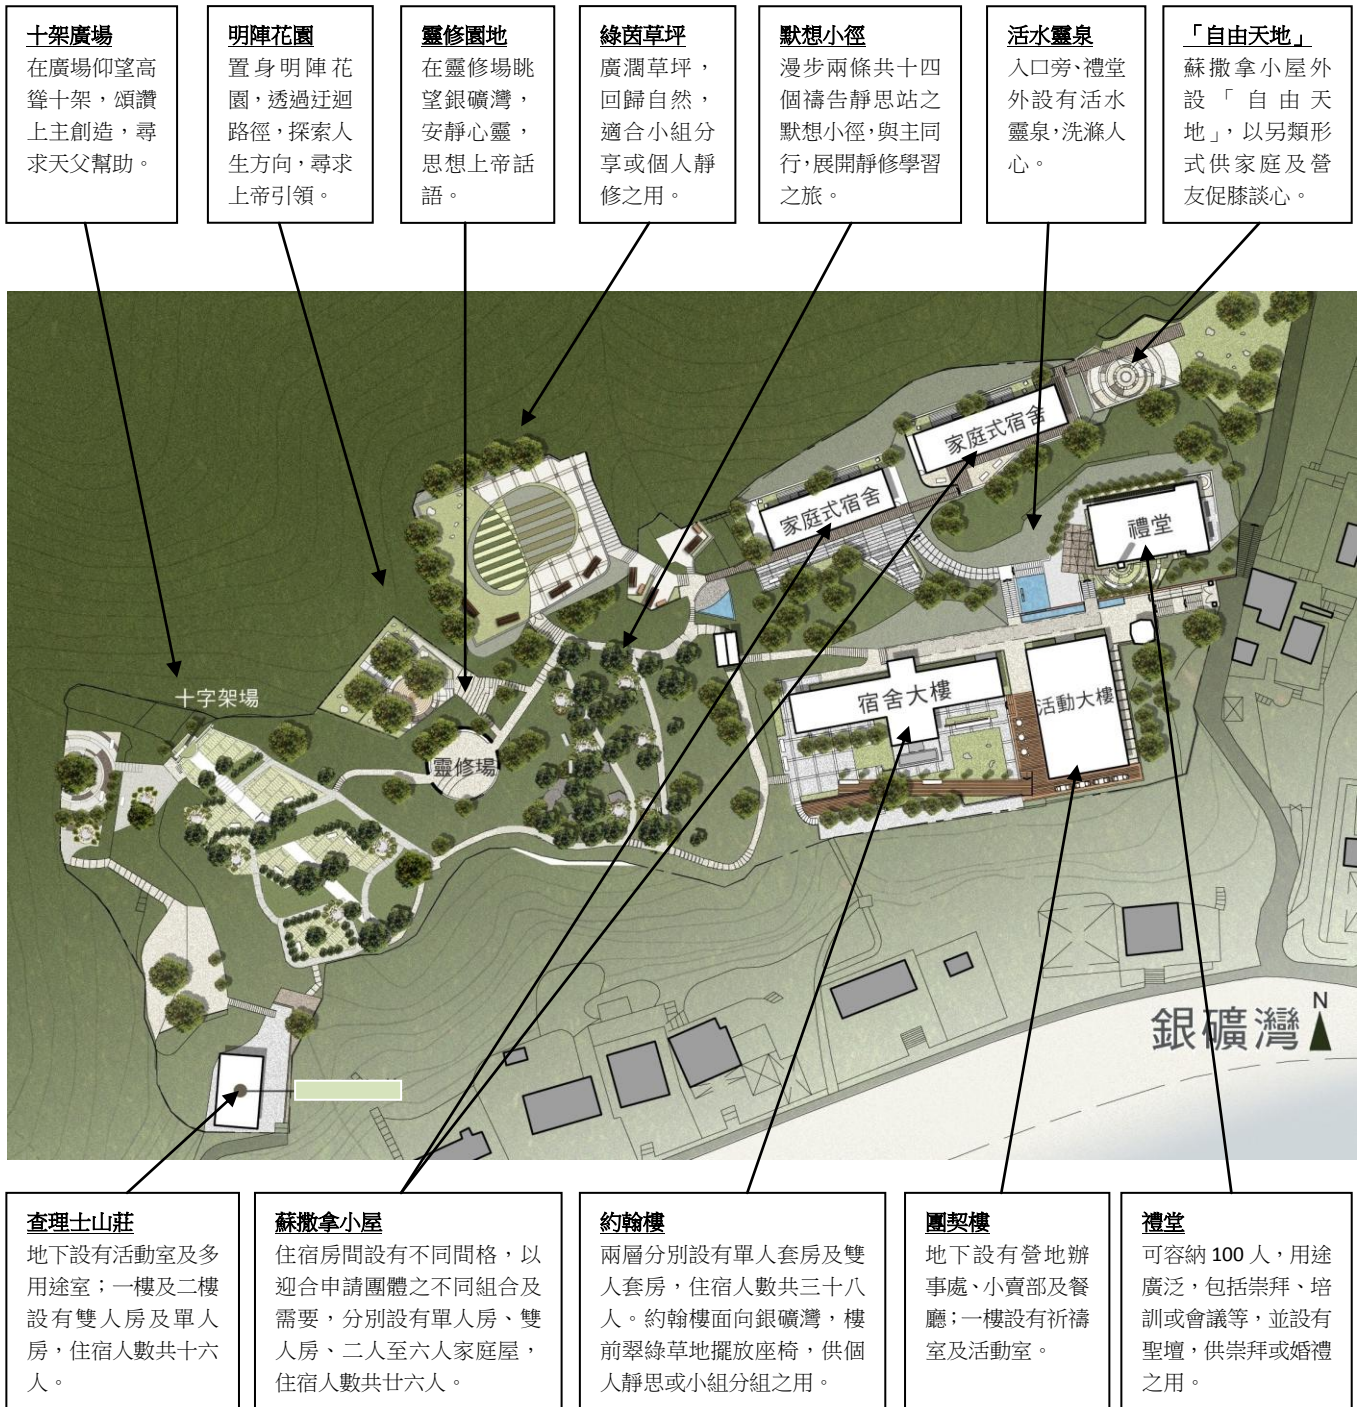 十架廣場
在廣場仰望高
聳十架，頌讚
上主創造，尋
求天父幫助。
明陣花園
置身明陣花
園，透過迂迴
路徑，探索人
生方向，尋求
上帝引領。
靈修園地
在靈修場眺
望銀礦灣，
安靜心靈，
思想上帝話
語。
綠茵草坪
廣濶草坪，
回歸自然，
適合小組分
享或個人靜
修之用。
默想小徑
漫步兩條共十四
個禱告靜思站之
默想小徑，與主同
行，展開靜修學習
之旅。
活水靈泉
入口旁、禮堂
外設有活水
靈泉，洗滌人
心。
「自由天地」
蘇撒拿小屋外
設「自由天
地」，以另類形
式供家庭及營
友促膝談心。
家庭式宿舍
家庭式宿舍
禮堂
宿舍大樓
活動大樓
十字架場
靈修場
銀礦灣
N
查理士山莊
地下設有活動室及多
用途室；一樓及二樓
設有雙人房及單人
房，住宿人數共十六
人。
蘇撒拿小屋
住宿房間設有不同間格，以
迎合申請團體之不同組合及
需要，分別設有單人房、雙
人房、二人至六人家庭屋，
住宿人數共廿六人。
約翰樓
兩層分別設有單人套房及雙
人套房，住宿人數共三十八
人。約翰樓面向銀礦灣，樓
前翠綠草地擺放座椅，供個
人靜思或小組分組之用。
團契樓
地下設有營地辦
事處、小賣部及餐
廳；一樓設有祈禱
室及活動室。
禮堂
可容納 100 人，用途
廣泛，包括崇拜、培
訓或會議等，並設有
聖壇，供崇拜或婚禮
之用。